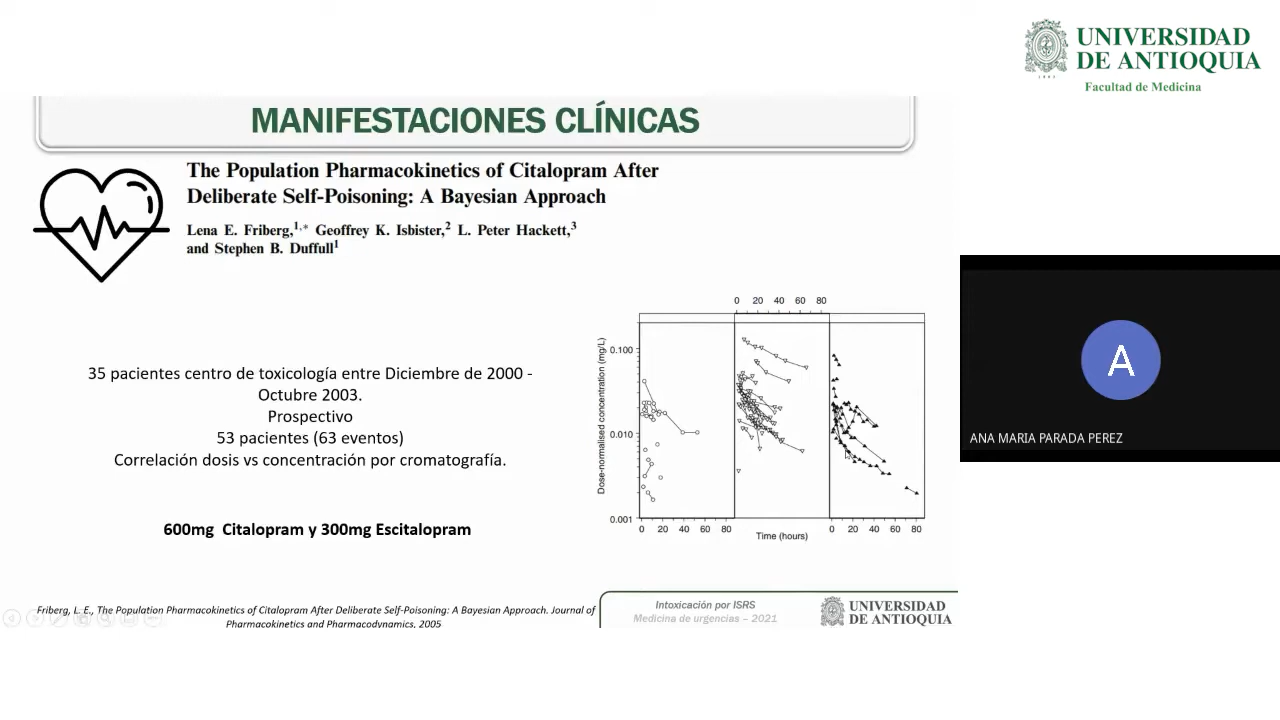 UNIVERSIDAD
DE ANTIOQUIA
1803
Facultad de Medicina
MANIFESTACIONES CLÍNICAS
The Population Pharmacokinetics of Citalopram After
Deliberate Self-Poisoning: A Bayesian Approach
Lena E. Friberg,1,* Geoffrey K. Isbister,2 L. Peter Hackett,3
and Stephen B. Duffull1
35 pacientes centro de toxicología entre Diciembre de 2000 -
Octubre 2003.
Prospectivo
53 pacientes (63 eventos)
Correlación dosis vs concentración por cromatografía.
600mg Citalopram y 300mg Escitalopram
0 20 40 60 80
Dose-normalised concentration (mg/L)
0.100
0.010
0.001
0 20 40 60 80
0 20 40 60 80
Time (hours)
A
ANA MARIA PARADA PEREZ
Friberg, L. E., The Population Pharmacokinetics of Citalopram After Deliberate Self-Poisoning: A Bayesian Approach. Journal of
Pharmacokinetics and Pharmacodynamics, 2005
Intoxicación por ISRS
Medicina de urgencias – 2021
UNIVERSIDAD
DE ANTIOQUIA